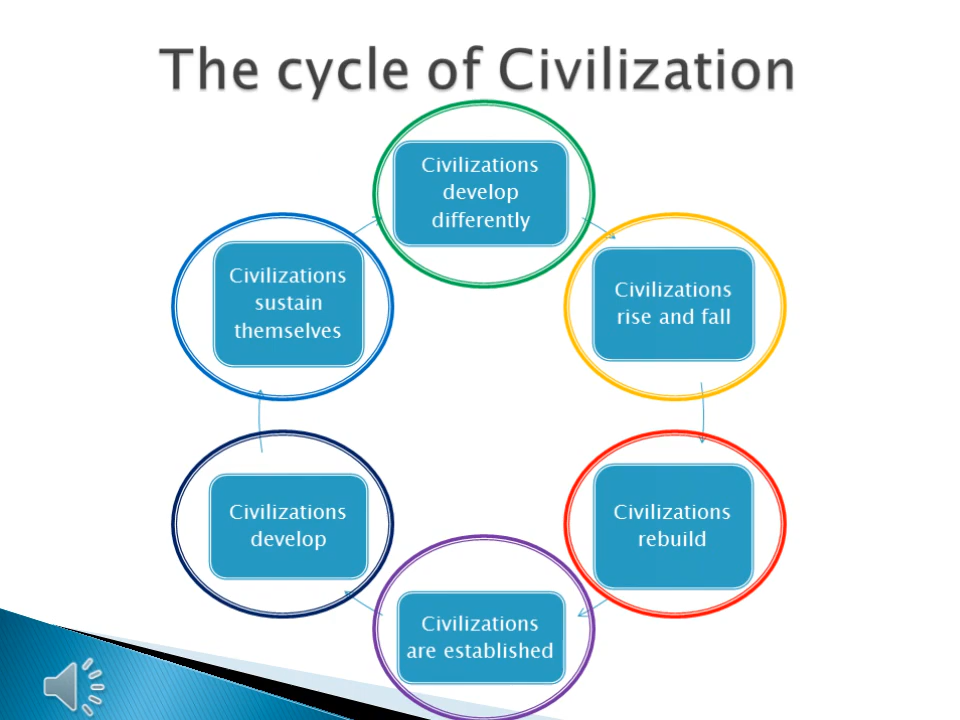 The cycle of Civilization
Civilizations
develop
differently
Civilizations
rise and fall
Civilizations
rebuild
Civilizations
are established
Civilizations
develop
Civilizations
sustain
themselves